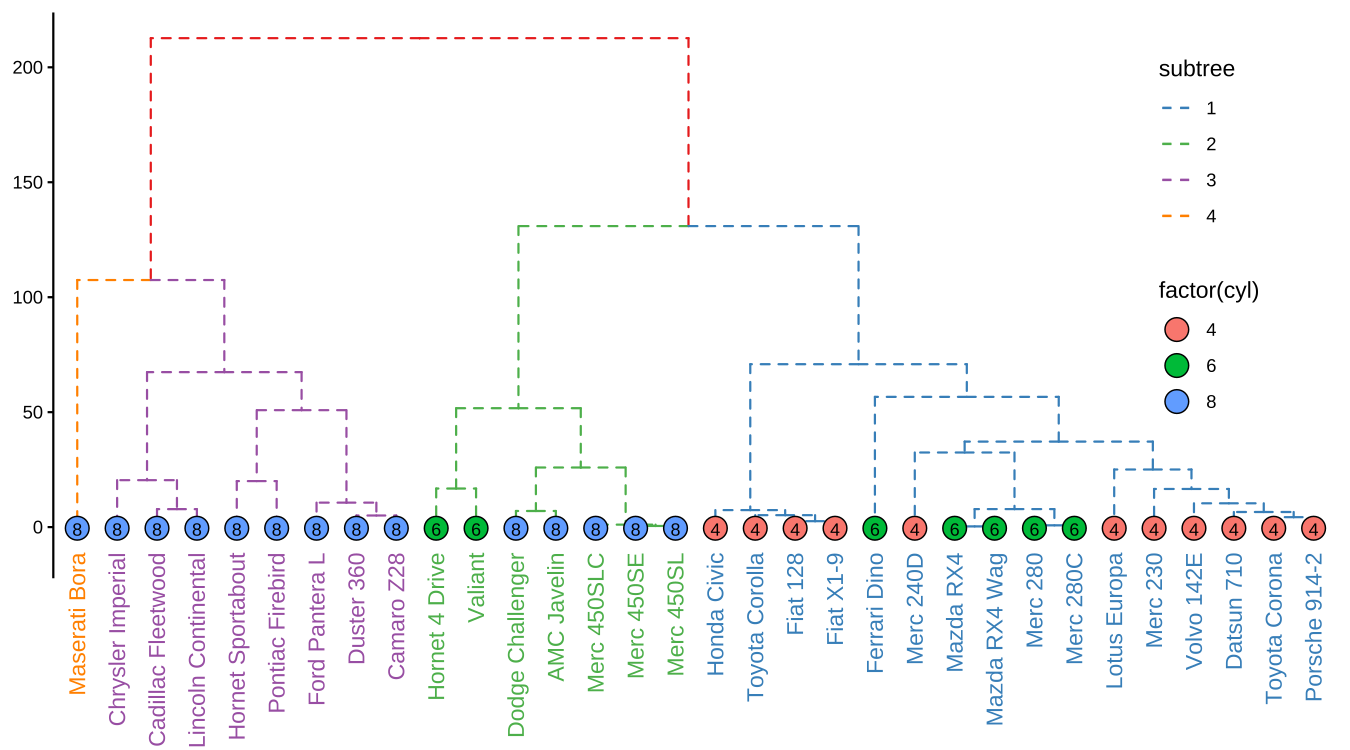 200
150
100
50
0
subtree
1
2
3
4
factor(cyl)
4
6
8
8 8 8 8 8 8 8 8 8 6 6 8 8 8 8 8 4 4 4 4 6 4 6 6 6 6 4 4 4 4 4 4
Maserati Bora
Chrysler Imperial
Cadillac Fleetwood
Lincoln Continental
Hornet Sportabout
Pontiac Firebird
Ford Pantera L
Duster 360
Camaro Z28
Hornet 4 Drive
Valiant
Dodge Challenger
AMC Javelin
Merc 450SLC
Merc 450SE
Merc 450SL
Honda Civic
Toyota Corolla
Fiat 128
Fiat X1-9
Ferrari Dino
Merc 240D
Mazda RX4
Mazda RX4 Wag
Merc 280
Merc 280C
Lotus Europa
Merc 230
Volvo 142E
Datsun 710
Toyota Corona
Porsche 914-2